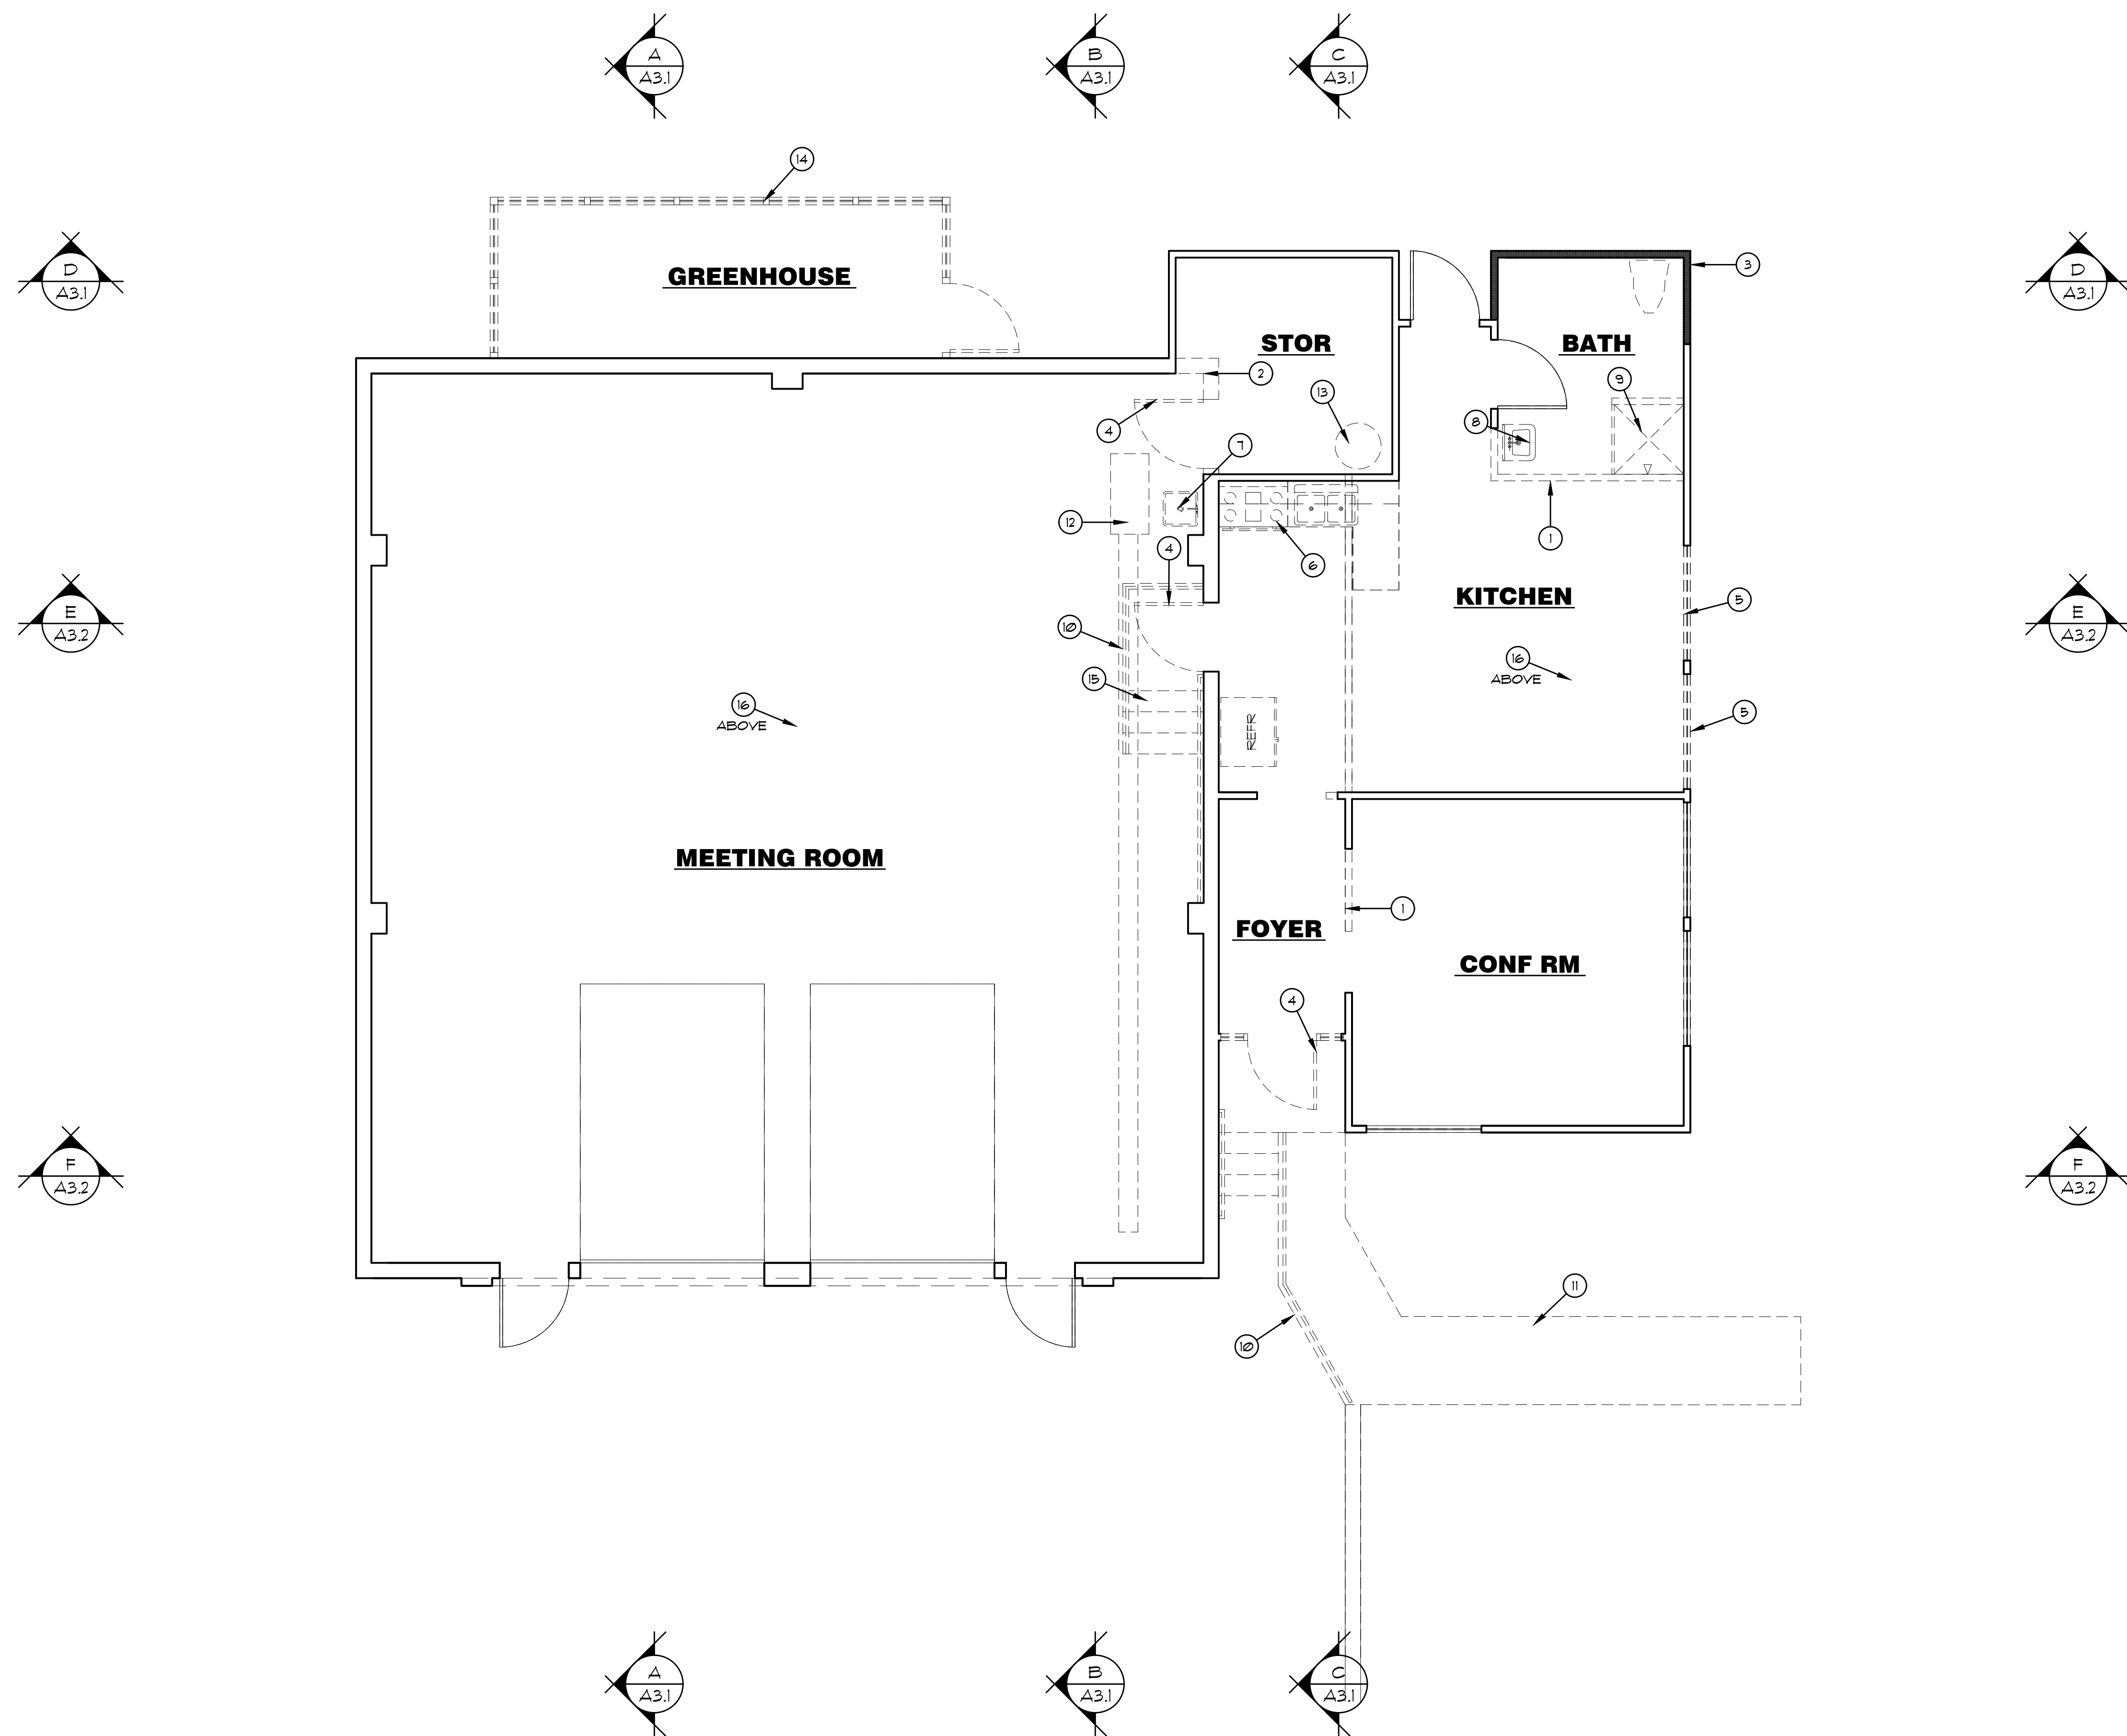 A
A3.1
B
A3.1
C
A3.1
14
D
A3.1
GREENHOUSE
3
D
A3.1
STOR
BATH
2
13
9
4
8
7
12
1
4
6
E
A3.2
KITCHEN
5
E
A3.2
10
16
ABOVE
15
16
ABOVE
5
REFR
MEETING ROOM
1
FOYER
CONF RM
4
F
A3.2
F
A3.2
11
10
A
A3.1
B
A3.1
C
A3.1